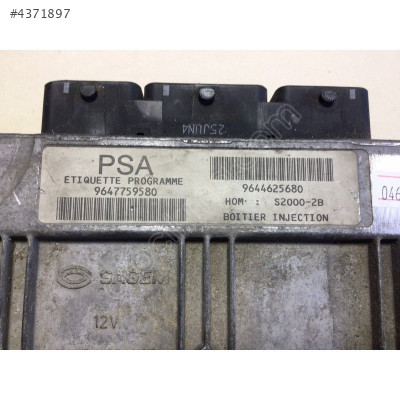 #4371897
25JUN4
PSA
ETIQUETTE PROGRAMME
9647759580
9644625680
HOM. : S2000-2B
BOITIER INJECTION
046
SAGEM
12V